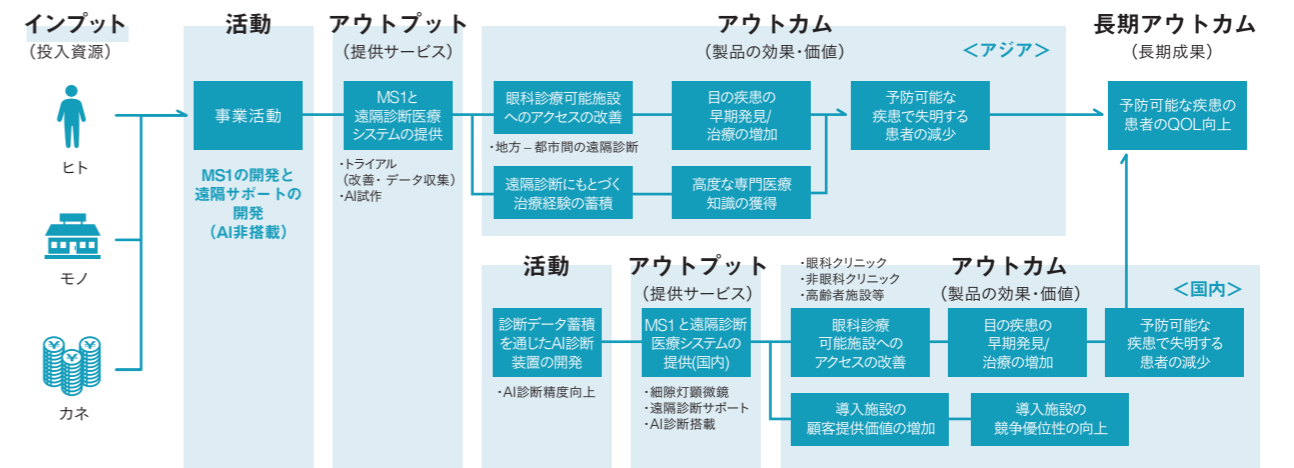 インプット
（投入資源）
ヒト
モノ
カネ
活動
事業活動
MS1の開発と
遠隔サポートの
開発
（AI非搭載）
アウトプット
（提供サービス）
MS1と
遠隔診断医療
システムの提供
・トライアル
（改善・データ収集）
・AI試作
アウトカム
（製品の効果・価値）
＜アジア＞
眼科診療可能施設
へのアクセスの改善
・地方－都市間の遠隔診断
目の疾患の
早期発見/
治療の増加
予防可能な
疾患で失明する
患者の減少
遠隔診断にもとづく
治療経験の蓄積
高度な専門医療
知識の獲得
長期アウトカム
（長期成果）
予防可能な疾患の
患者のQOL向上
活動
診断データ蓄積
を通じたAI診断
装置の開発
・AI診断精度向上
アウトプット
（提供サービス）
MS1と遠隔診断
医療システムの
提供(国内)
・細隙灯顕微鏡
・遠隔診断サポート
・AI診断搭載
・眼科クリニック
・非眼科クリニック
・高齢者施設等
アウトカム
（製品の効果・価値）
＜国内＞
眼科診療
可能施設への
アクセスの改善
目の疾患の
早期発見/
治療の増加
予防可能な
疾患で失明する
患者の減少
導入施設の
顧客提供価値の増加
導入施設の
競争優位性の向上